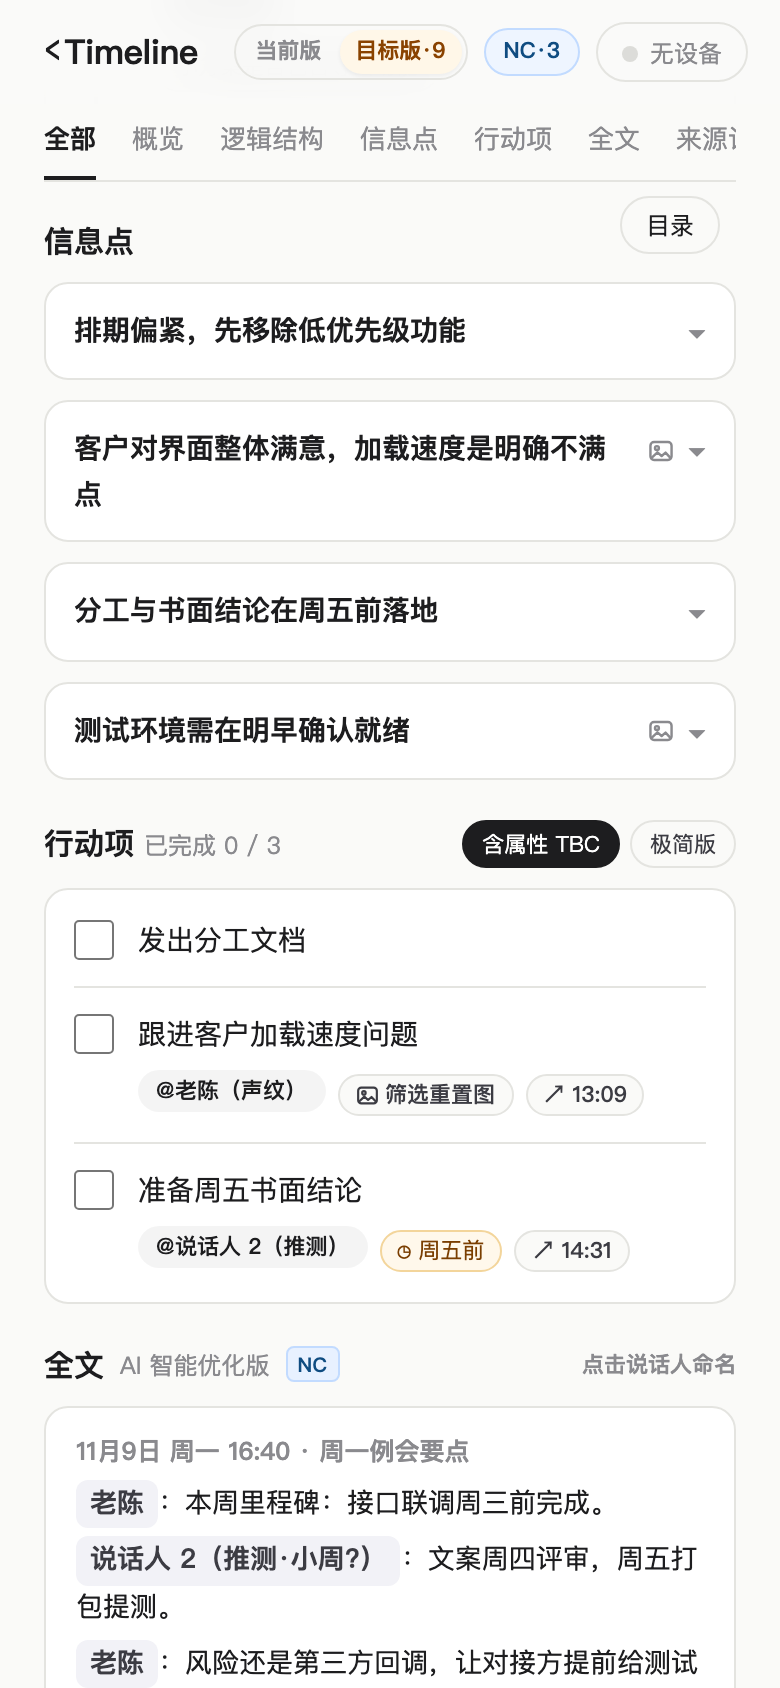 <Timeline 当前版 目标版·9 NC·3 无设备
全部 概览 逻辑结构 信息点 行动项 全文 来源
信息点 目录
排期偏紧，先移除低优先级功能
客户对界面整体满意，加载速度是明确不满
点
分工与书面结论在周五前落地
测试环境需在明早确认就绪
行动项 已完成 0 / 3 含属性 TBC 极简版
发出分工文档
跟进客户加载速度问题
@老陈（声纹） 筛选重置图 ↗ 13:09
准备周五书面结论
@说话人 2（推测） 周五前 ↗ 14:31
全文 AI 智能优化版 NC 点击说话人命名
11月9日 周一 16:40 · 周一例会要点
老陈：本周里程碑：接口联调周三前完成。
说话人 2（推测·小周?）：文案周四评审，周五打
包提测。
老陈：风险还是第三方回调，让对接方提前给测试